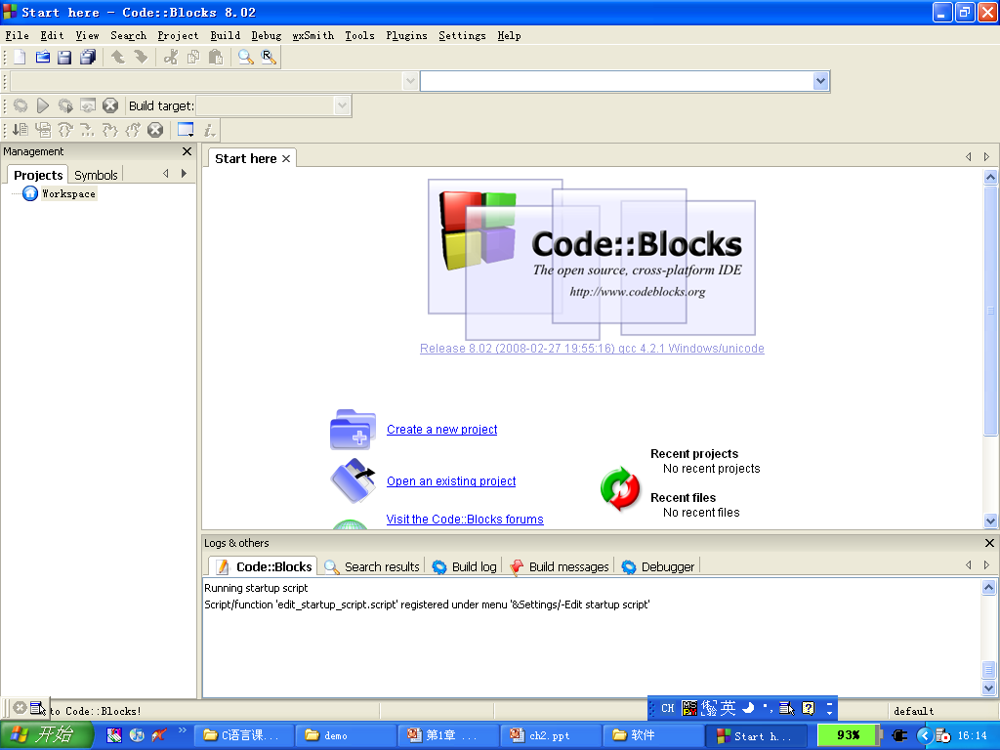 Start here - Code::Blocks 8.02
File Edit View Search Project Build Debug wxSmith Tools Plugins Settings Help
Build target:
Management
Projects Symbols
Workspace
Start here
Code::Blocks
The open source, cross-platform IDE
http://www.codeblocks.org
Release 8.02 (2008-02-27 19:55:16) gcc 4.2.1 Windows/unicode
Create a new project
Open an existing project
Visit the Code::Blocks forums
Recent projects
No recent projects
Recent files
No recent files
Logs & others
Code::Blocks Search results Build log Build messages Debugger
Running startup script
Script/function 'edit_startup_script.script' registered under menu '&Settings/-Edit startup script'
to Code::Blocks!
CH 英
default
开始 C语言课... demo 第1章 ... ch2.ppt 软件 Start h... 93% 16:14